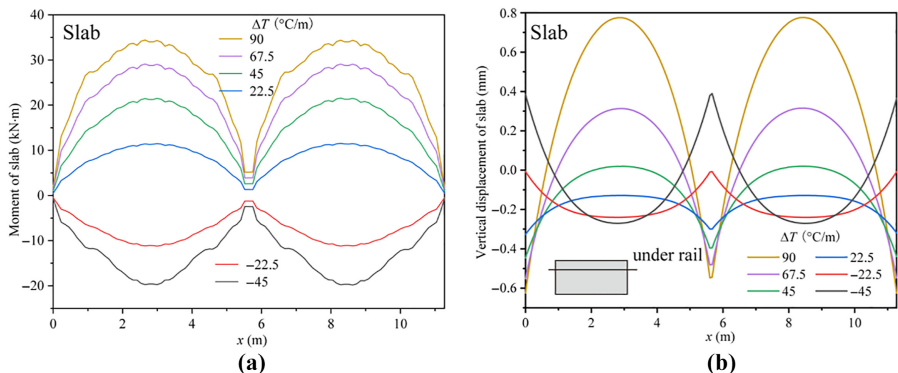 Slab
ΔT (°C/m)
90
67.5
45
22.5
−22.5
−45
Moment of slab (kN·m)
40
30
20
10
0
−10
−20
0 2 4 6 8 10
x (m)
(a)
Slab
Vertical displacement of slab (mm)
0.8
0.6
0.4
0.2
0.0
−0.2
−0.4
−0.6
under rail
ΔT (°C/m)
90 22.5
67.5 −22.5
45 −45
0 2 4 6 8 10
x (m)
(b)